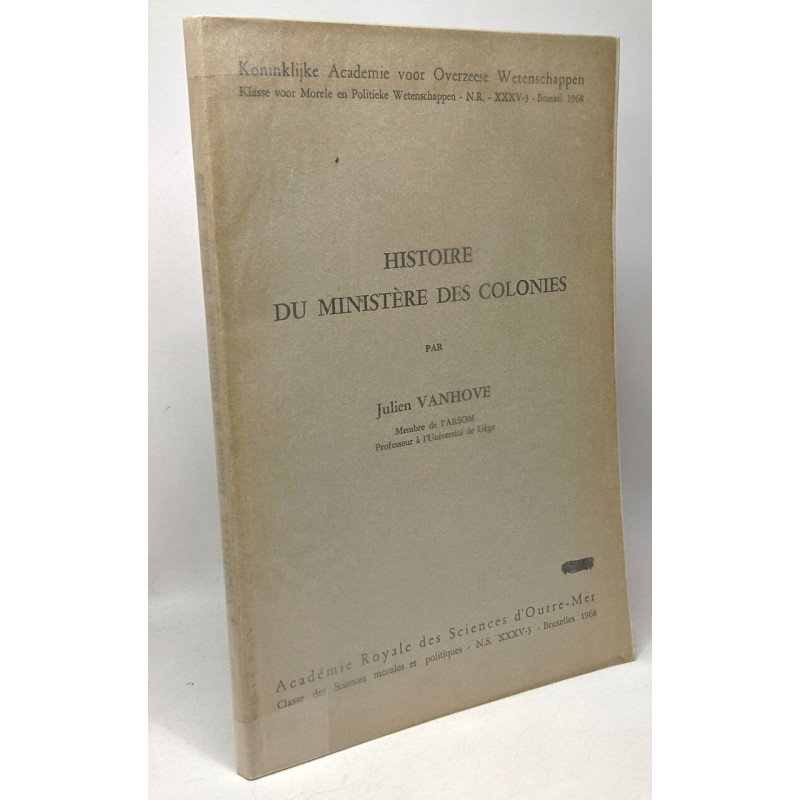 Koninklijke Academie voor Overzeese Wetenschappen
Klasse voor Morele en Politieke Wetenschappen - N.R. - XXXV-3 - Brussel 1968
HISTOIRE
DU MINISTÈRE DES COLONIES
PAR
Julien VANHOVE
Membre de l'ARSOM
Professeur à l'Université de Liège
Académie Royale des Sciences d'Outre-Mer
Classe des Sciences morales et politiques - N.S. XXXV-3 - Bruxelles 1968